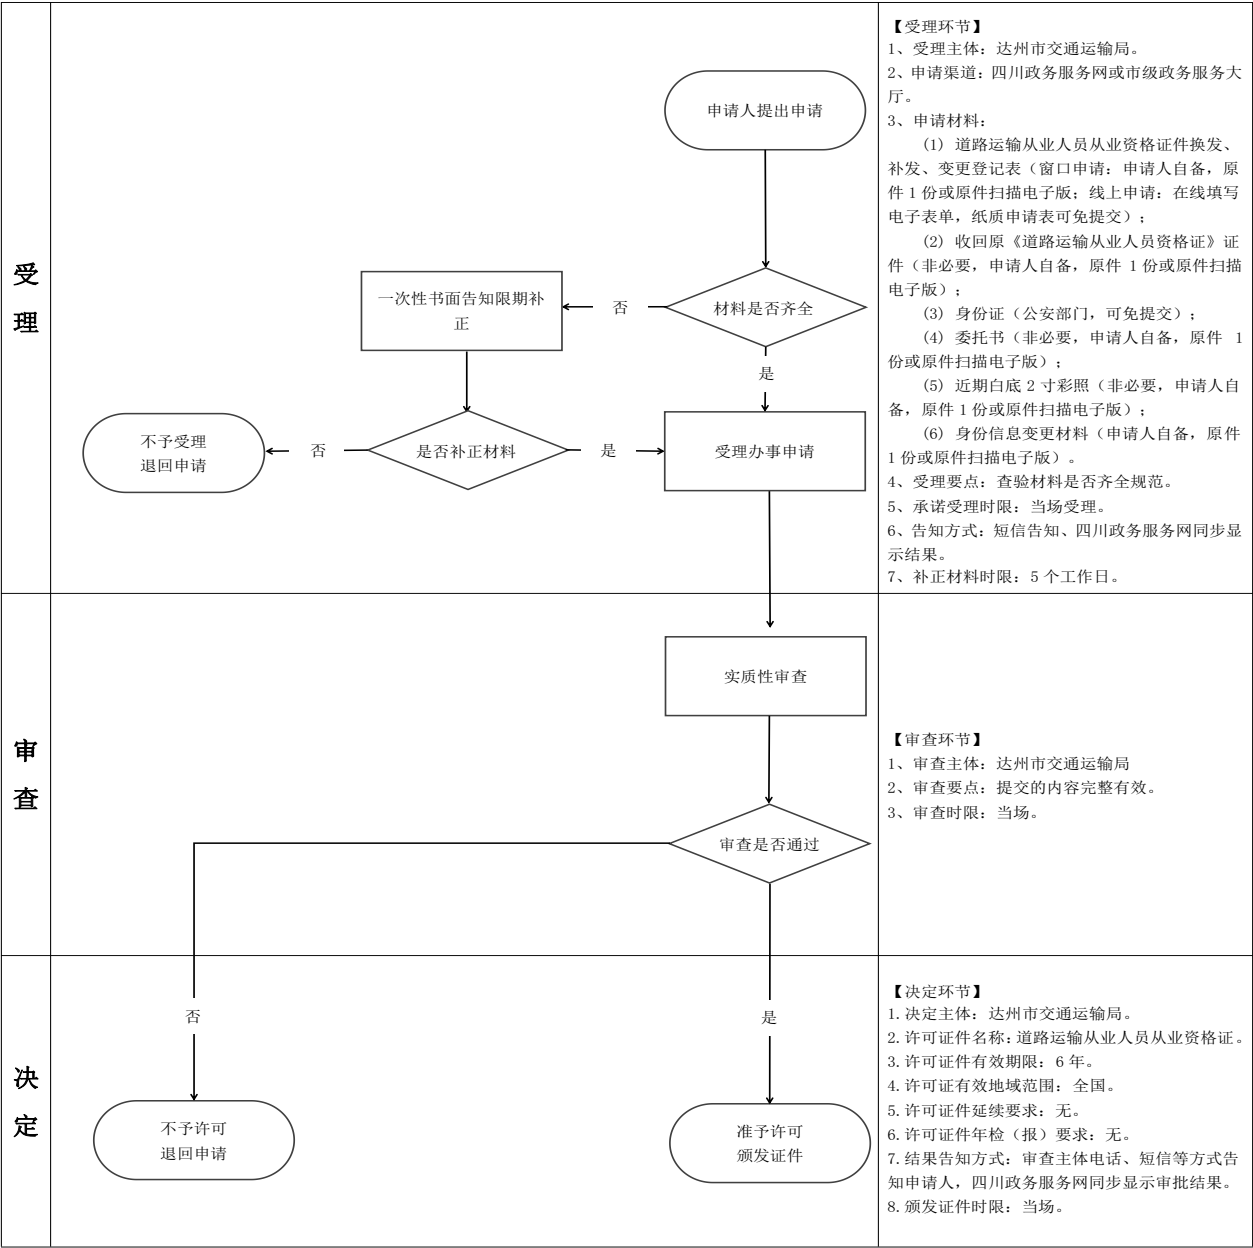 受
理
申请人提出申请
材料是否齐全
否
一次性书面告知限期补
正
是
是否补正材料
否
不予受理
退回申请
是
受理办事申请
【受理环节】
1、受理主体：达州市交通运输局。
2、申请渠道：四川政务服务网或市级政务服务大
厅。
3、申请材料：
（1）道路运输从业人员从业资格证件换发、
补发、变更登记表（窗口申请：申请人自备，原
件 1 份或原件扫描电子版；线上申请：在线填写
电子表单，纸质申请表可免提交）；
（2）收回原《道路运输从业人员资格证》证
件（非必要，申请人自备，原件 1 份或原件扫描
电子版）；
（3）身份证（公安部门，可免提交）；
（4）委托书（非必要，申请人自备，原件 1
份或原件扫描电子版）；
（5）近期白底 2 寸彩照（非必要，申请人自
备，原件 1 份或原件扫描电子版）；
（6）身份信息变更材料（申请人自备，原件
1 份或原件扫描电子版）。
4、受理要点：查验材料是否齐全规范。
5、承诺受理时限：当场受理。
6、告知方式：短信告知、四川政务服务网同步显
示结果。
7、补正材料时限：5 个工作日。
审
查
实质性审查
审查是否通过
【审查环节】
1、审查主体：达州市交通运输局
2、审查要点：提交的内容完整有效。
3、审查时限：当场。
决
定
否
是
不予许可
退回申请
准予许可
颁发证件
【决定环节】
1.决定主体：达州市交通运输局。
2.许可证件名称：道路运输从业人员从业资格证。
3.许可证件有效期限：6 年。
4.许可证有效地域范围：全国。
5.许可证件延续要求：无。
6.许可证件年检（报）要求：无。
7.结果告知方式：审查主体电话、短信等方式告
知申请人，四川政务服务网同步显示审批结果。
8.颁发证件时限：当场。